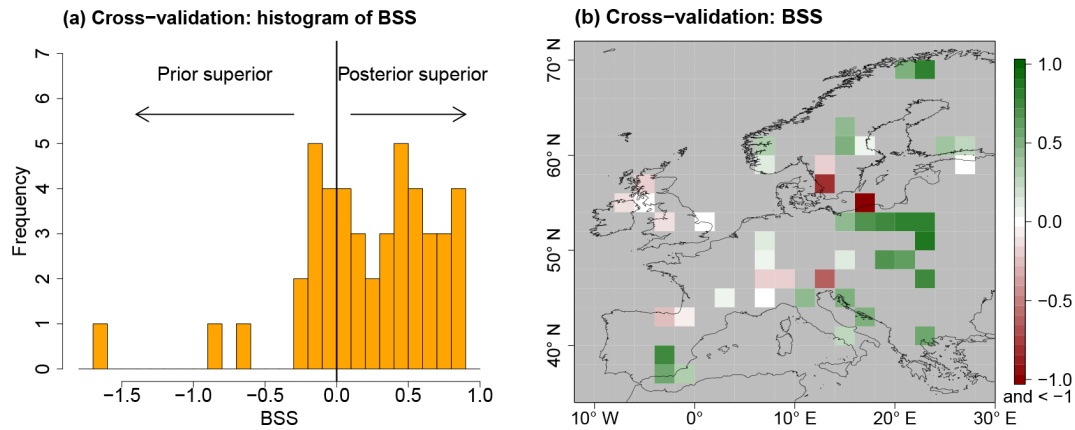 (a) Cross−validation: histogram of BSS
Prior superior
Posterior superior
Frequency
7
6
5
4
3
2
1
0
−1.5 −1.0 −0.5 0.0 0.5 1.0
BSS
(b) Cross−validation: BSS
70° N
60° N
50° N
40° N
10° W 0° 10° E 20° E 30° E
1.0
0.5
0.0
−0.5
−1.0
and < −1